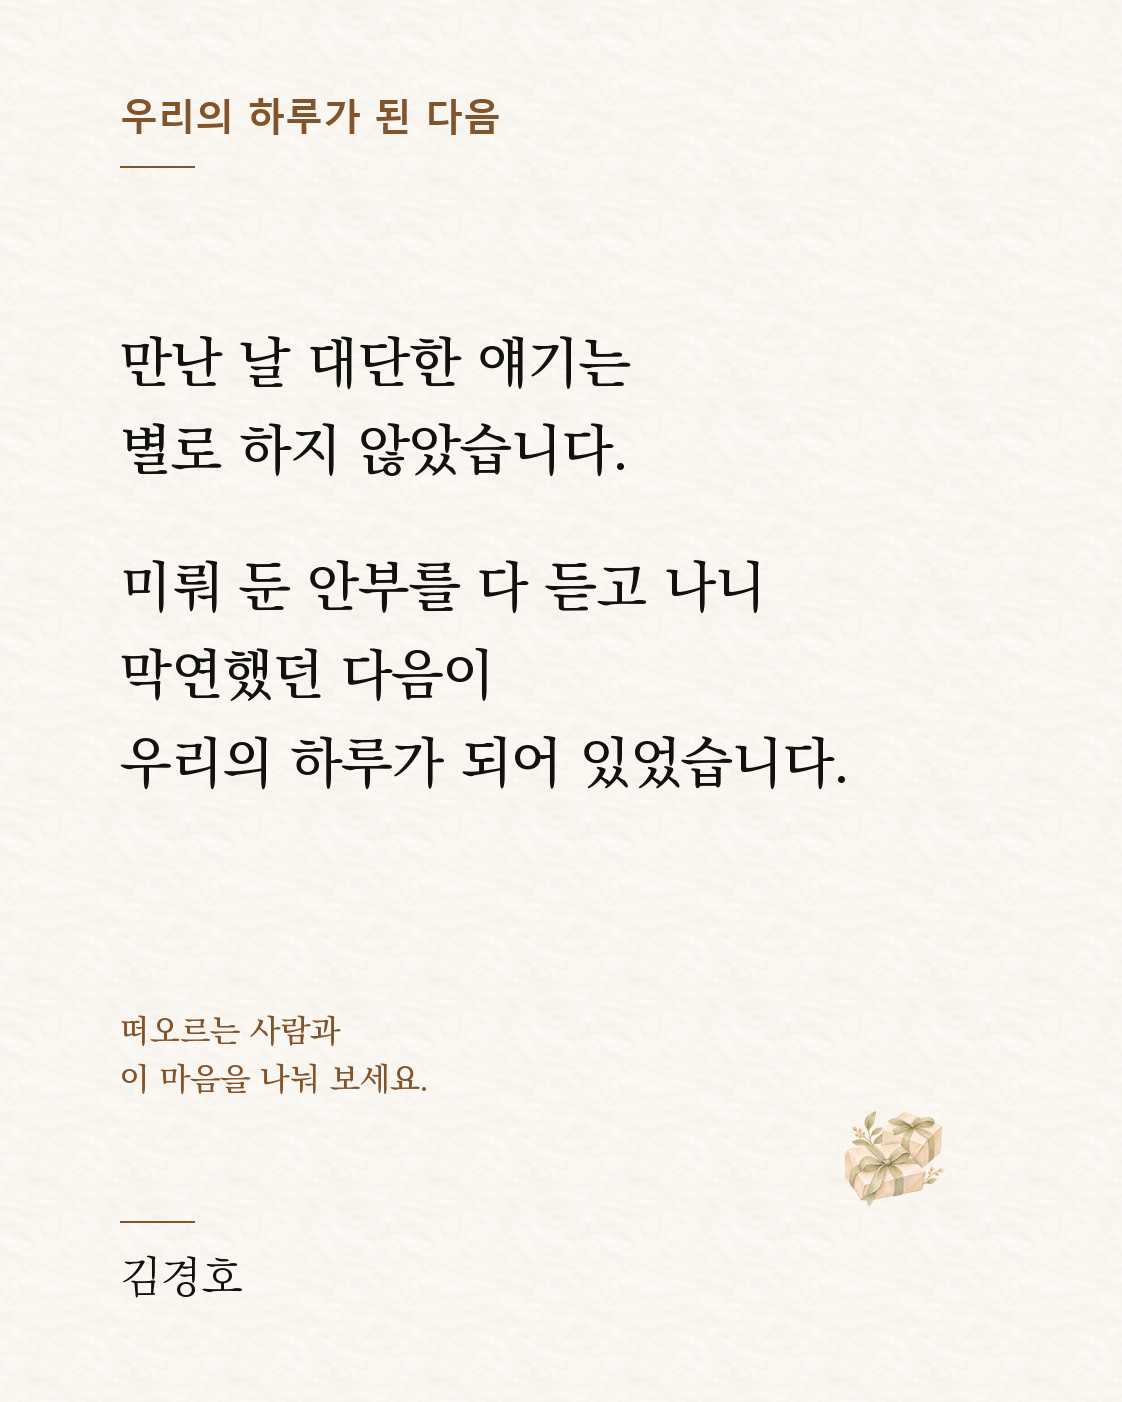 우리의 하루가 된 다음
만난 날 대단한 얘기는
별로 하지 않았습니다.
미뤄 둔 안부를 다 듣고 나니
막연했던 다음이
우리의 하루가 되어 있었습니다.
떠오르는 사람과
이 마음을 나눠 보세요.
김경호